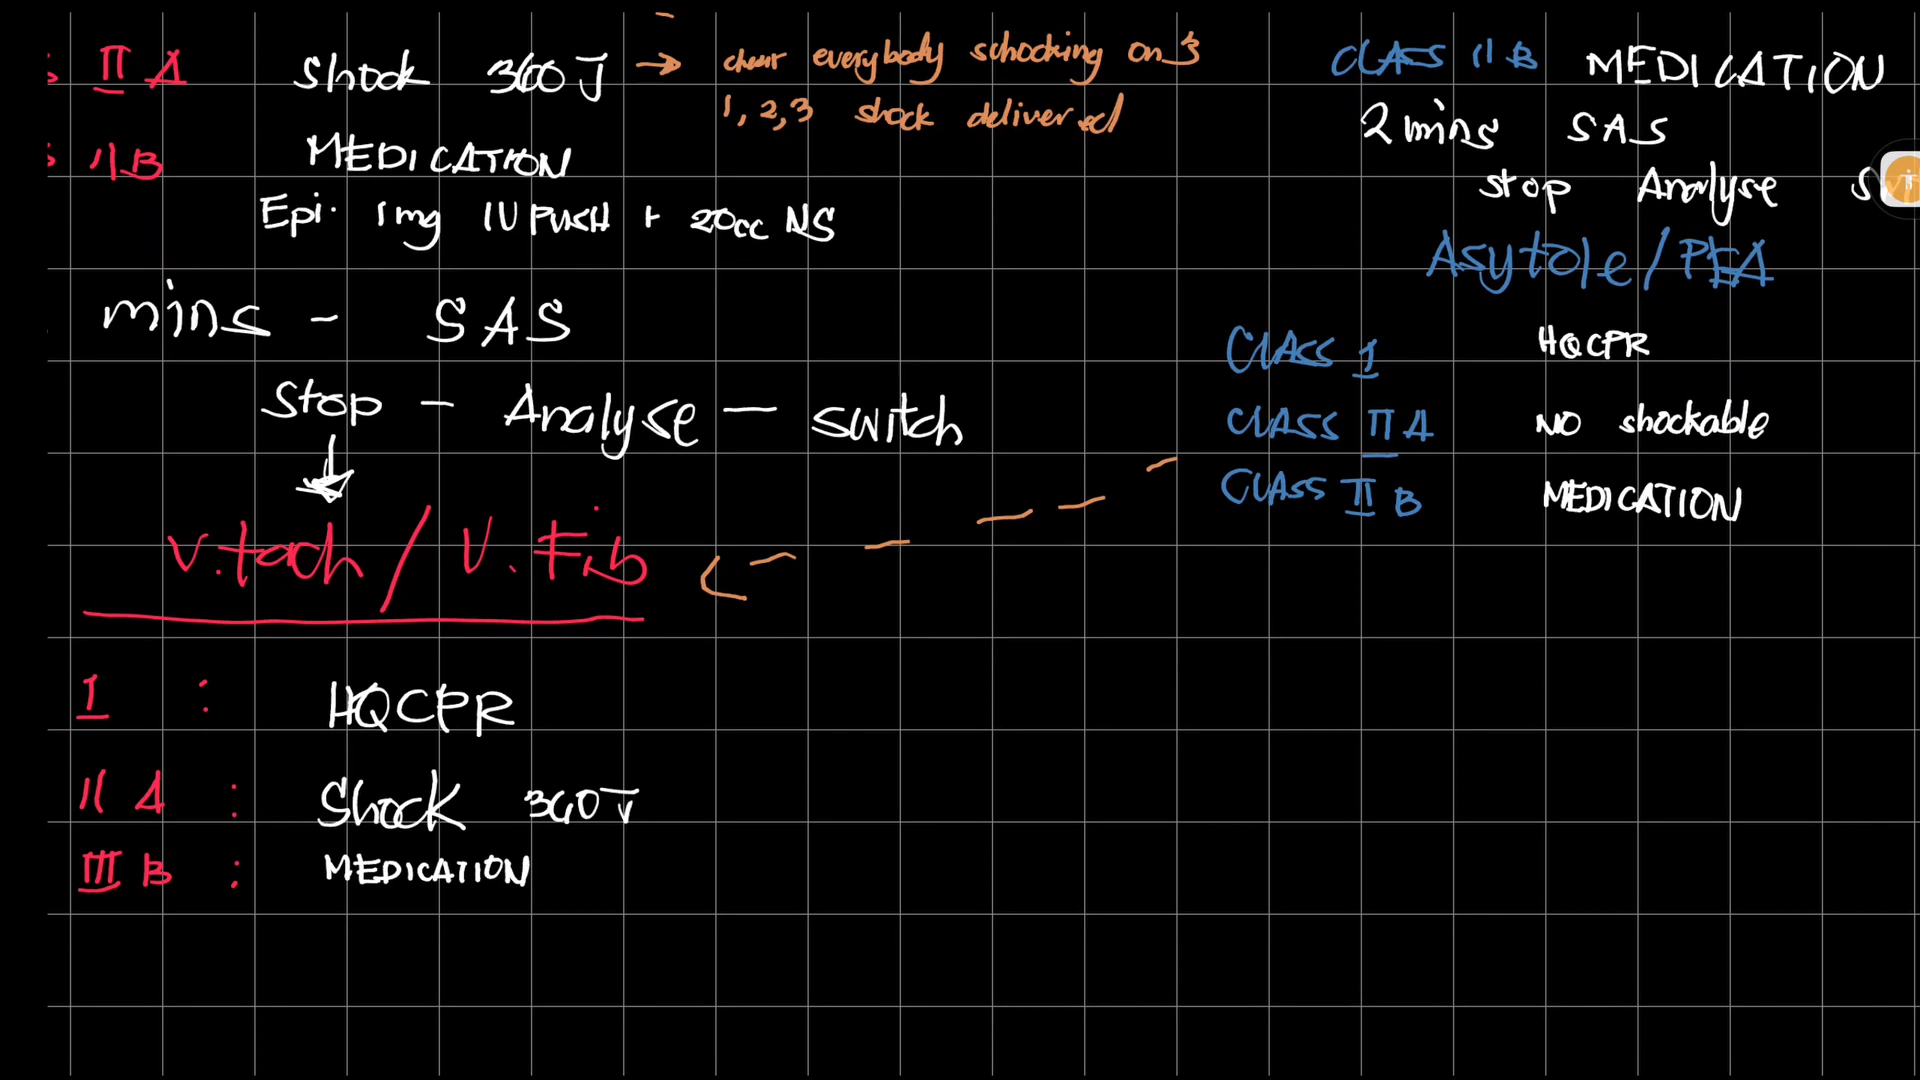 II A Shock 360J → clear everybody schocking on 3
1, 2, 3 shock delivered
II B MEDICATION
Epi. 1mg IV PUSH + 20cc NS
mins - SAS
Stop - Analyse - switch
V.tach / V. Fib
I : HQCPR
II A : Shock 360J
III B : MEDICATION
CLASS II B MEDICATION
2 mins SAS
stop Analyse
Asytole / PEA
CLASS I HQCPR
CLASS II A NO shockable
CLASS II B MEDICATION